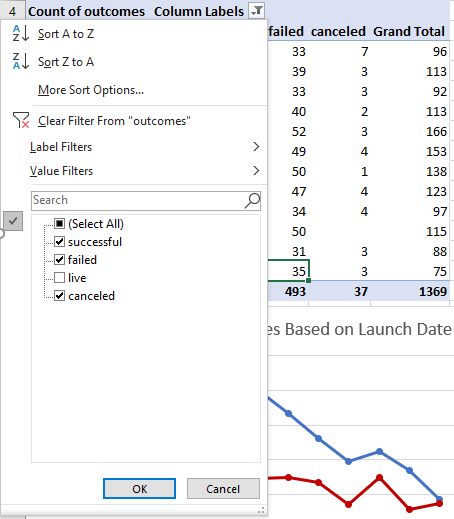 4 Count of outcomes Column Labels
failed canceled Grand Total
33 7 96
39 3 113
33 3 92
40 2 113
52 3 166
49 4 153
50 1 138
47 4 123
34 4 97
50 115
31 3 88
35 3 75
493 37 1369
A Z Sort A to Z
Z A Sort Z to A
More Sort Options...
Clear Filter From "outcomes"
Label Filters
Value Filters
Search
(Select All)
successful
failed
live
canceled
OK Cancel
es Based on Launch Date